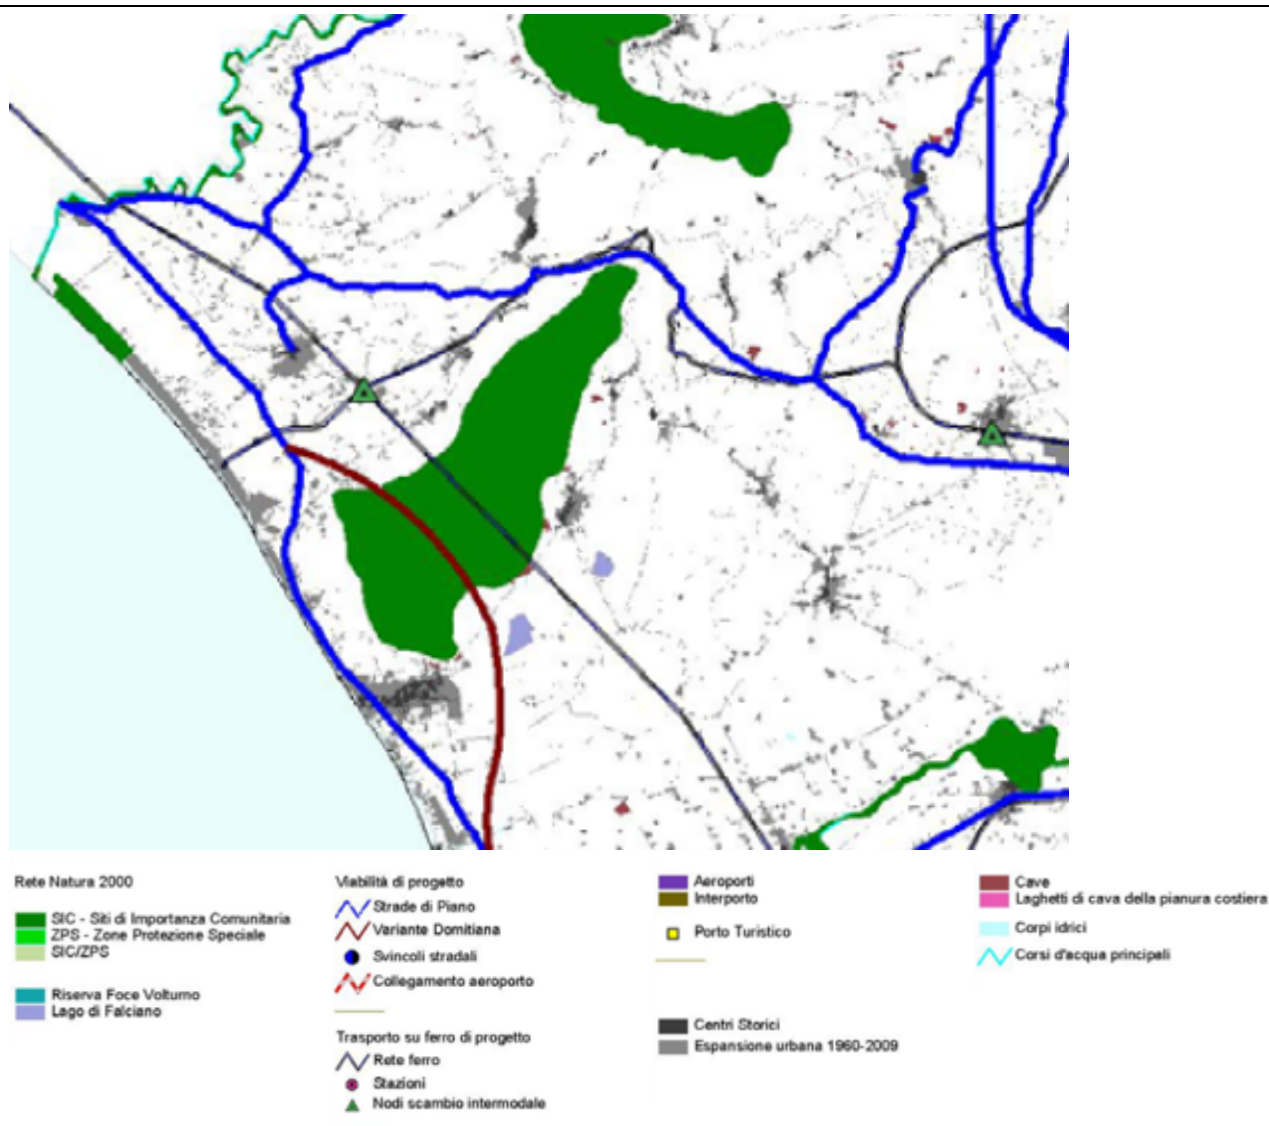 Rete Natura 2000
SIC - Siti di Importanza Comunitaria
ZPS - Zone Protezione Speciale
SIC/ZPS
Riserva Foce Volturno
Lago di Falciano
Viabilità di progetto
Strade di Piano
Variante Domitiana
Svincoli stradali
Collegamento aeroporto
Trasporto su ferro di progetto
Rete ferro
Stazioni
Nodi scambio intermodale
Aeroporti
Interporto
Porto Turistico
Centri Storici
Espansione urbana 1960-2009
Cave
Laghetti di cava della pianura costiera
Corpi idrici
Corsi d'acqua principali